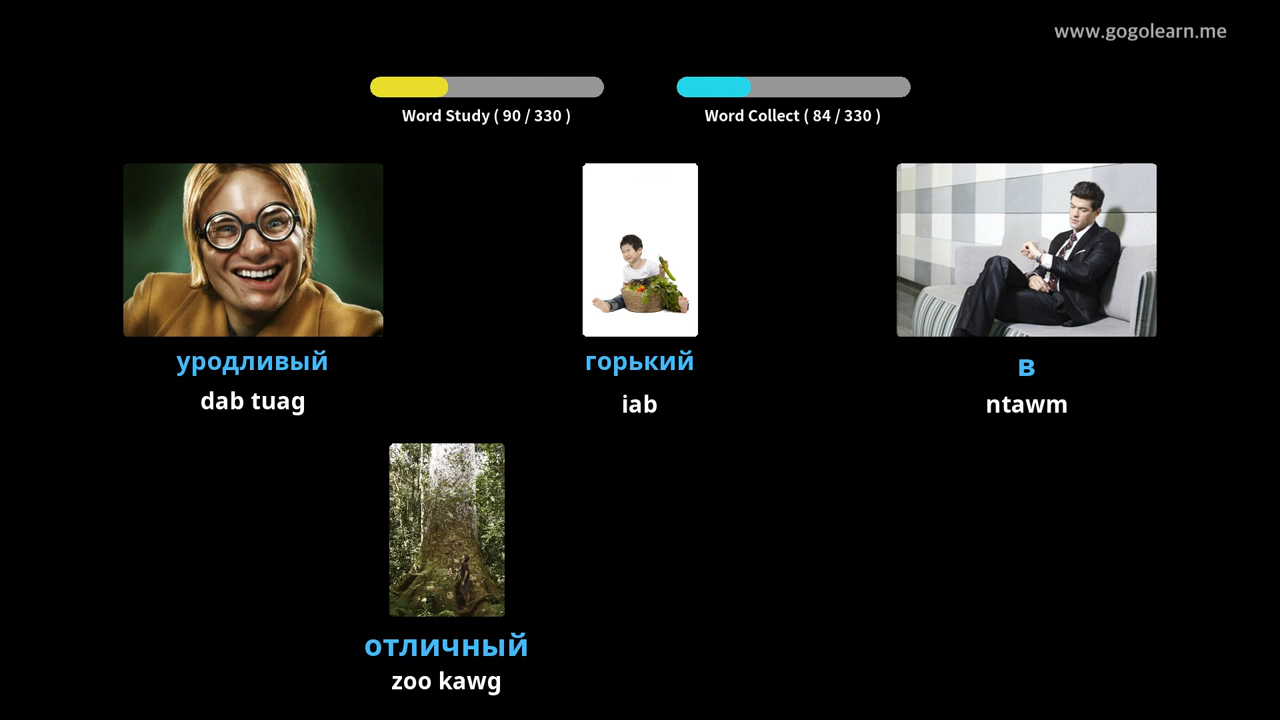 www.gogolearn.me
Word Study ( 90 / 330 )
Word Collect ( 84 / 330 )
уродливый
dab tuag
горький
iab
в
ntawm
отличный
zoo kawg